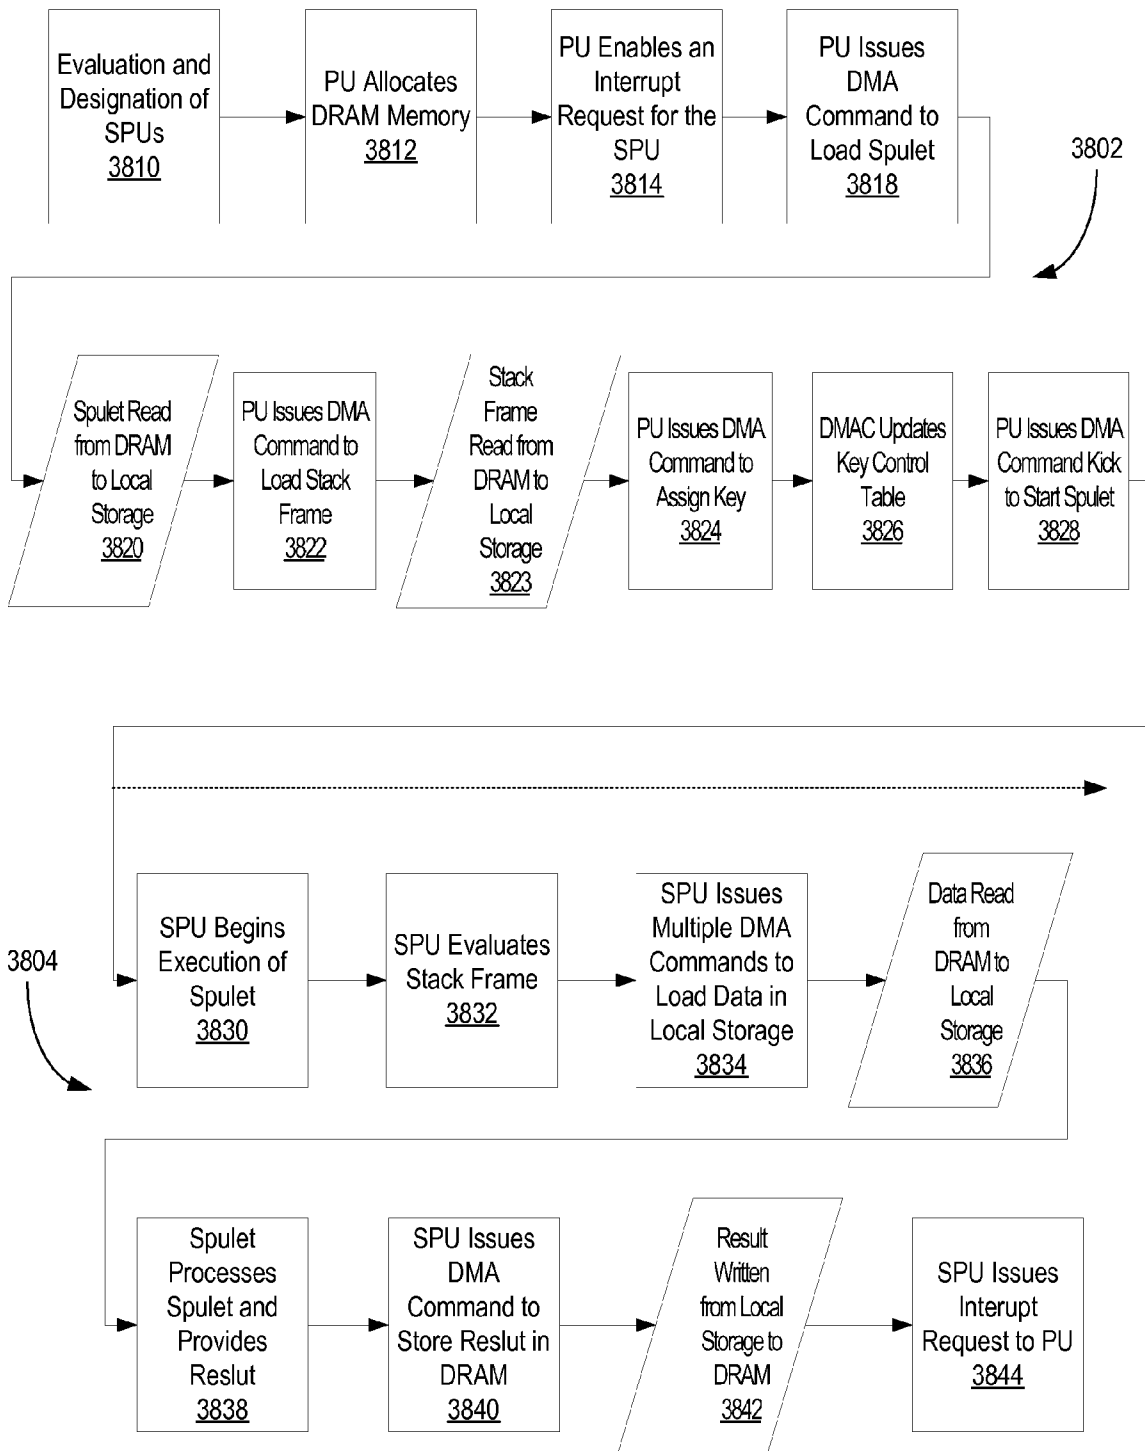 Evaluation and
Designation of
SPUs
3810
PU Allocates
DRAM Memory
3812
PU Enables an
Interrupt
Request for the
SPU
3814
PU Issues
DMA
Command to
Load Spulet
3818
3802
Spulet Read
from DRAM
to Local
Storage
3820
PU Issues DMA
Command to
Load Stack
Frame
3822
Stack
Frame
Read from
DRAM to
Local
Storage
3823
PU Issues DMA
Command to
Assign Key
3824
DMAC Updates
Key Control
Table
3826
PU Issues DMA
Command Kick
to Start Spulet
3828
3804
SPU Begins
Execution of
Spulet
3830
SPU Evaluates
Stack Frame
3832
SPU Issues
Multiple DMA
Commands to
Load Data in
Local Storage
3834
Data Read
from
DRAM to
Local
Storage
3836
Spulet
Processes
Spulet and
Provides
Reslut
3838
SPU Issues
DMA
Command to
Store Reslut in
DRAM
3840
Result
Written
from Local
Storage to
DRAM
3842
SPU Issues
Interupt
Request to PU
3844